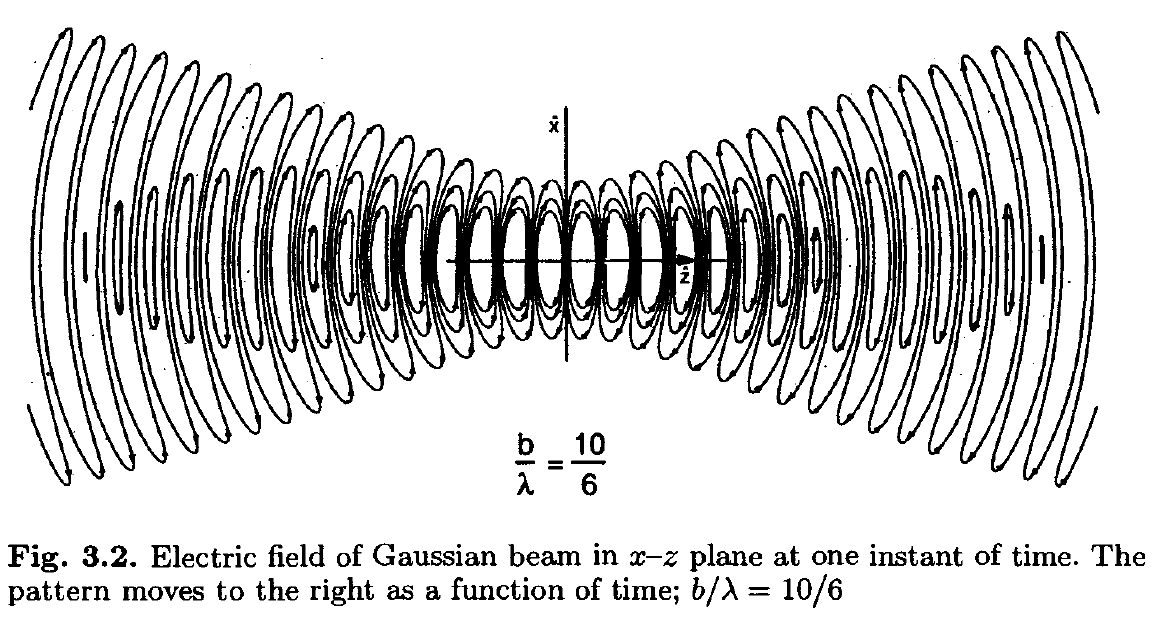 x̂
ẑ
b/λ = 10/6
Fig. 3.2. Electric field of Gaussian beam in x–z plane at one instant of time. The
pattern moves to the right as a function of time; b/λ = 10/6